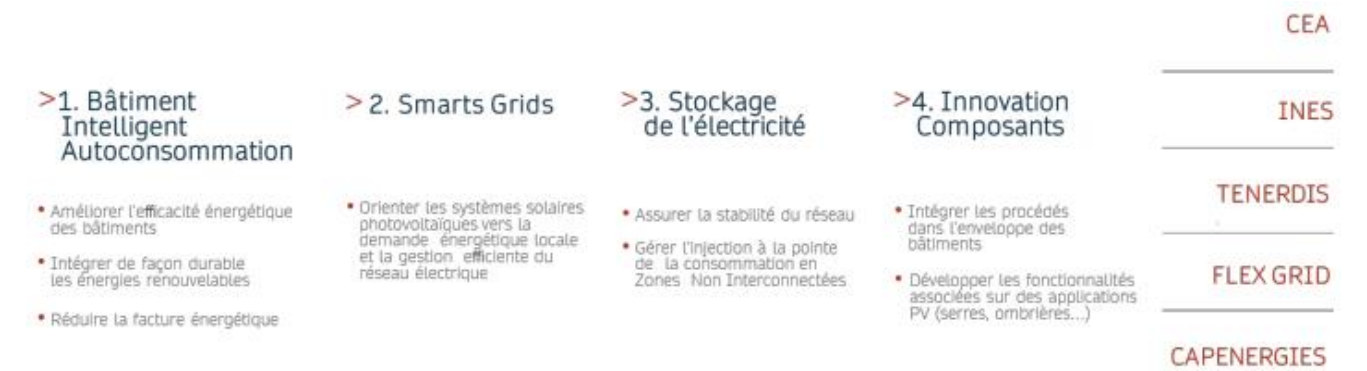 >1. Bâtiment
Intelligent
Autoconsommation
• Améliorer l'efficacité énergétique
des bâtiments
• Intégrer de façon durable
les énergies renouvelables
• Réduire la facture énergétique
> 2. Smarts Grids
• Orienter les systèmes solaires
photovoltaïques vers la
demande énergétique locale
et la gestion efficiente du
réseau électrique
>3. Stockage
de l'électricité
• Assurer la stabilité du réseau
• Gérer l'injection à la pointe
de la consommation en
Zones Non Interconnectées
>4. Innovation
Composants
• Intégrer les procédés
dans l'enveloppe des
bâtiments
• Développer les fonctionnalités
associées sur des applications
PV (serres, ombrières...)
CEA
INES
TENERDIS
FLEX GRID
CAPENERGIES